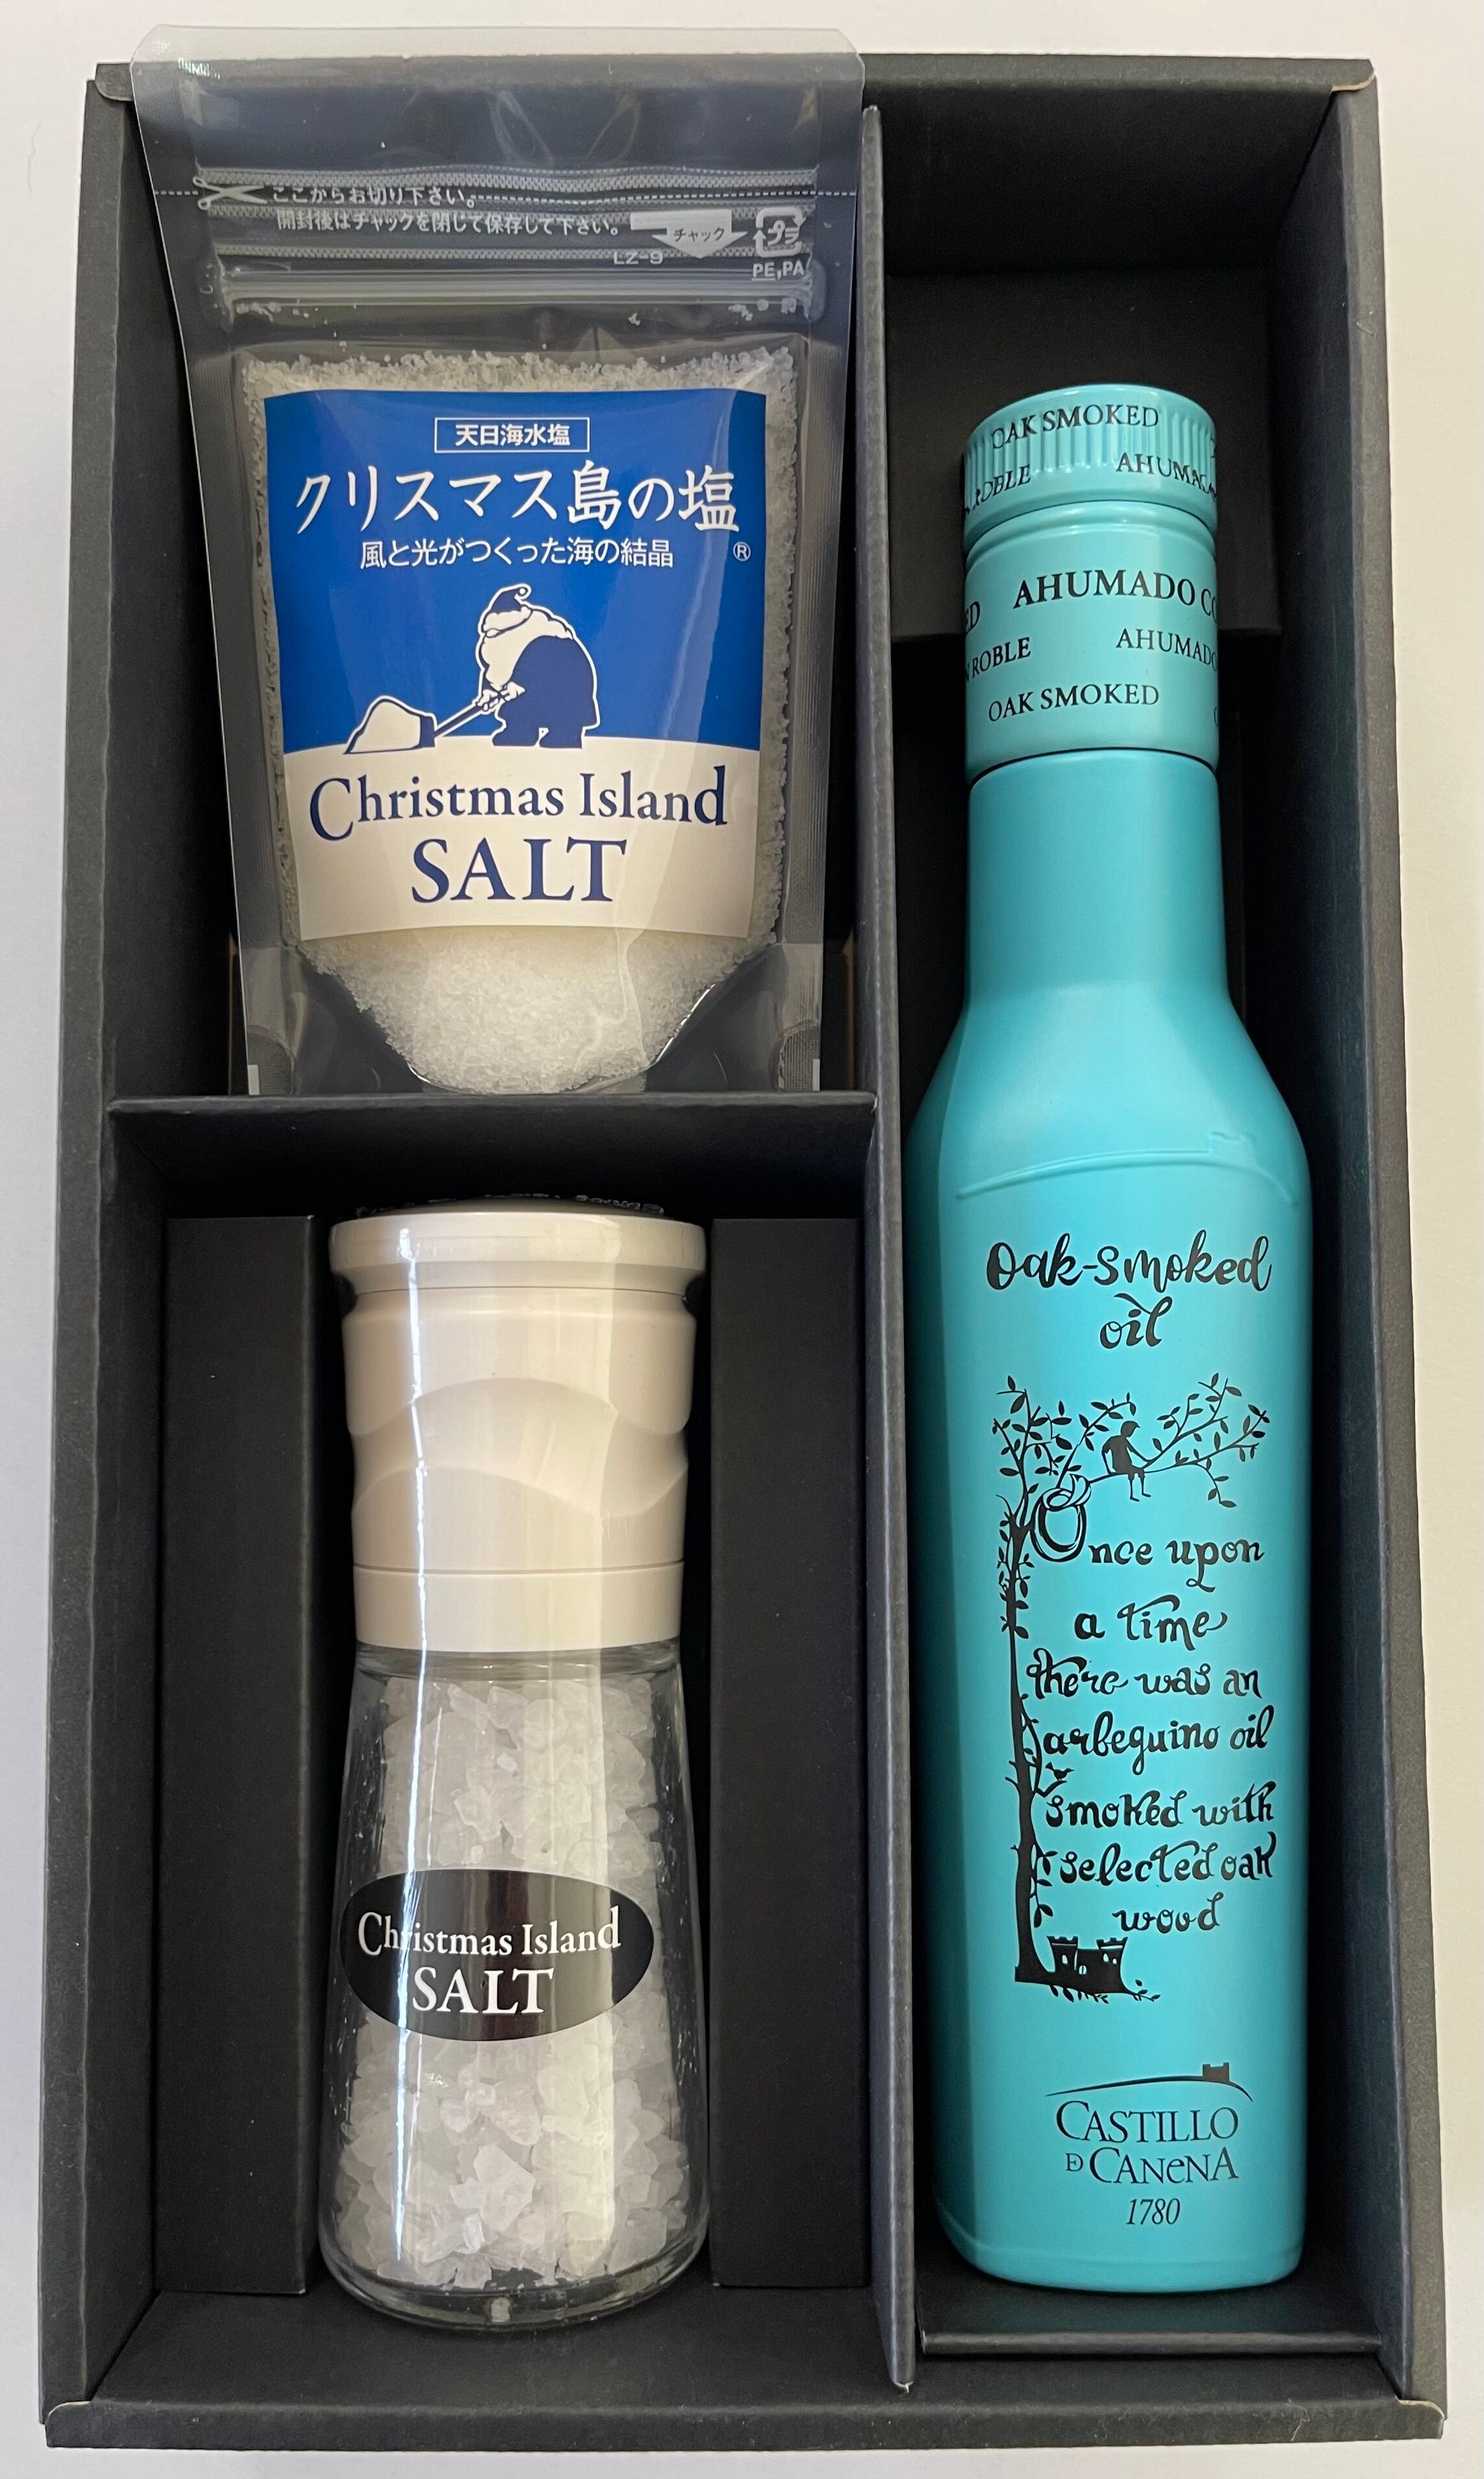 ここからお切り下さい。
開封後はチャックを閉じて保存して下さい。
チャック
プラ
LZ-9
PE,PA
天日海水塩
クリスマス島の塩
風と光がつくった海の結晶
®
Christmas Island
SALT
Christmas Island
SALT
OAK SMOKED
ROBLE
AHUMADO
ROBLE
AHUMADO
OAK SMOKED
Oak-smoked
oil
Once upon
a time
there was an
arbequino oil
smoked with
selected oak
wood
CASTILLO
DE CANENA
1780